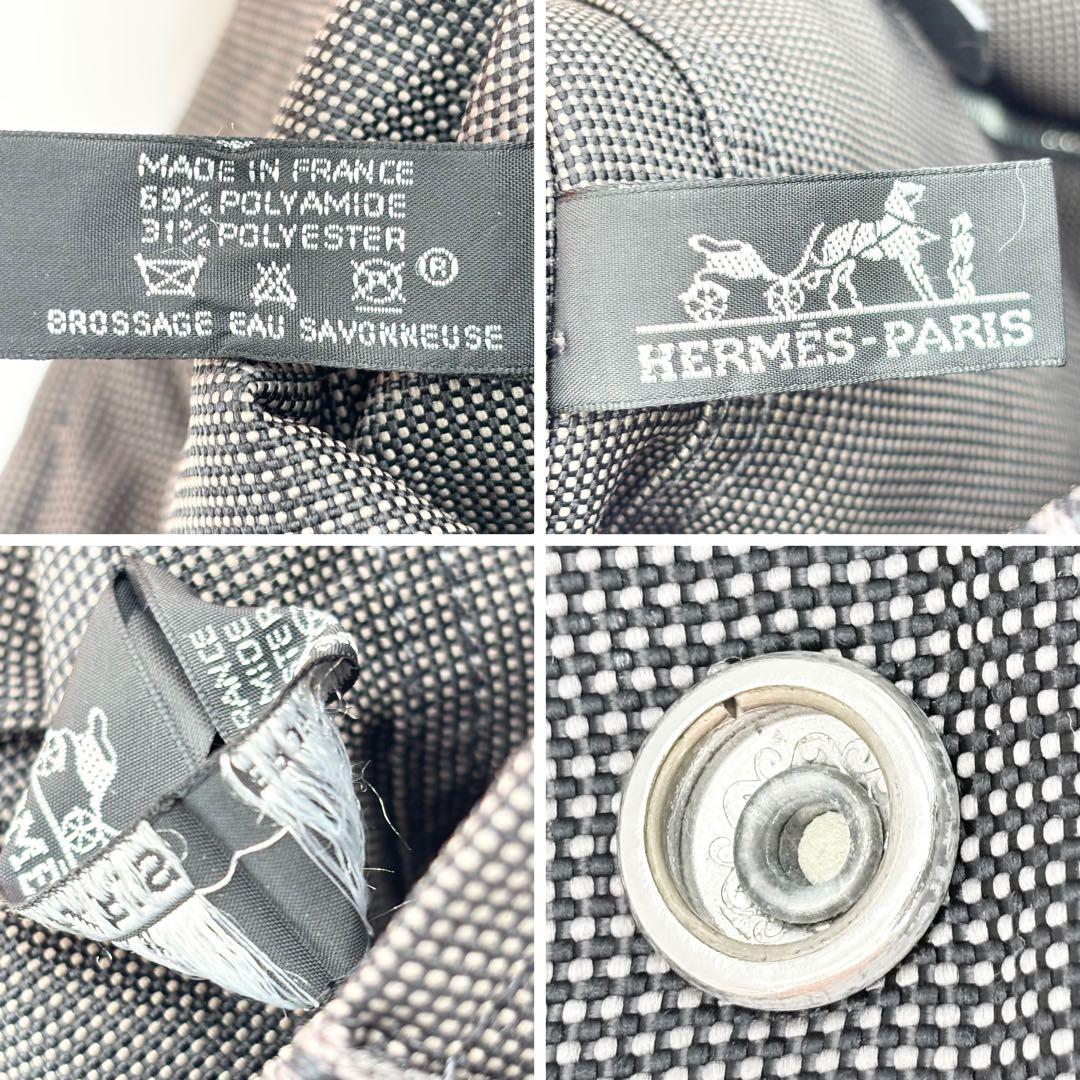 MADE IN FRANCE
69% POLYAMIDE
31% POLYESTER
®
BROSSAGE EAU SAVONNEUSE
HERMÈS-PARIS